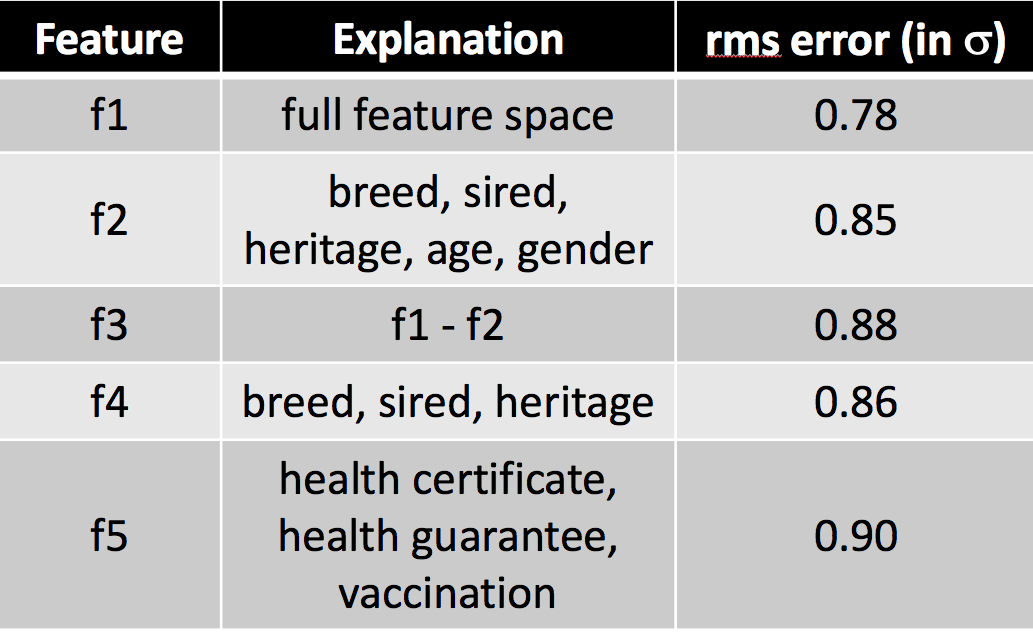 Feature Explanation rms error (in σ)
f1 full feature space 0.78
breed, sired,
f2 0.85
heritage, age, gender
f3 f1 - f2 0.88
f4 breed, sired, heritage 0.86
health certificate,
f5 health guarantee, 0.90
vaccination